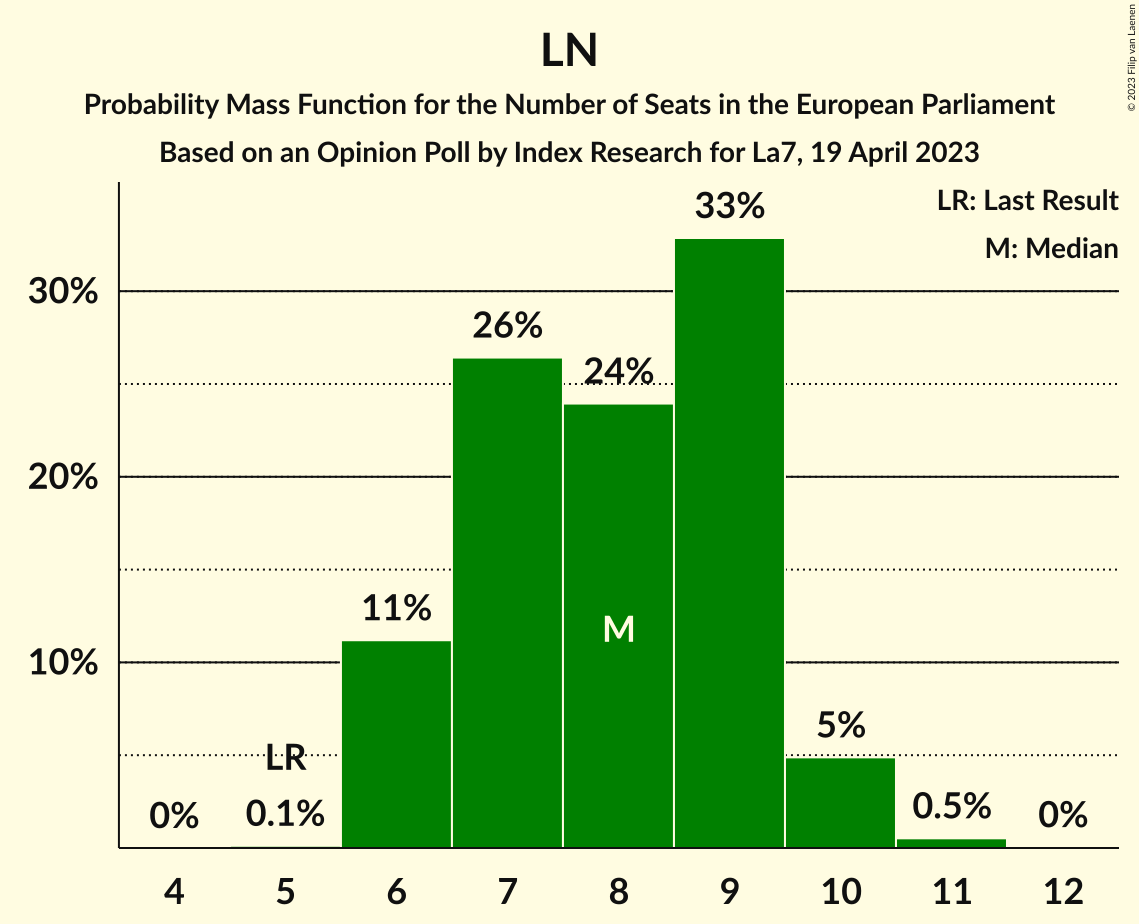 LN
Probability Mass Function for the Number of Seats in the European Parliament
Based on an Opinion Poll by Index Research for La7, 19 April 2023
© 2023 Filip van Laenen
LR: Last Result
M: Median
33%
30%
26%
24%
20%
11%
M
10%
5%
LR
0% 0.1% 0.5% 0%
4 5 6 7 8 9 10 11 12